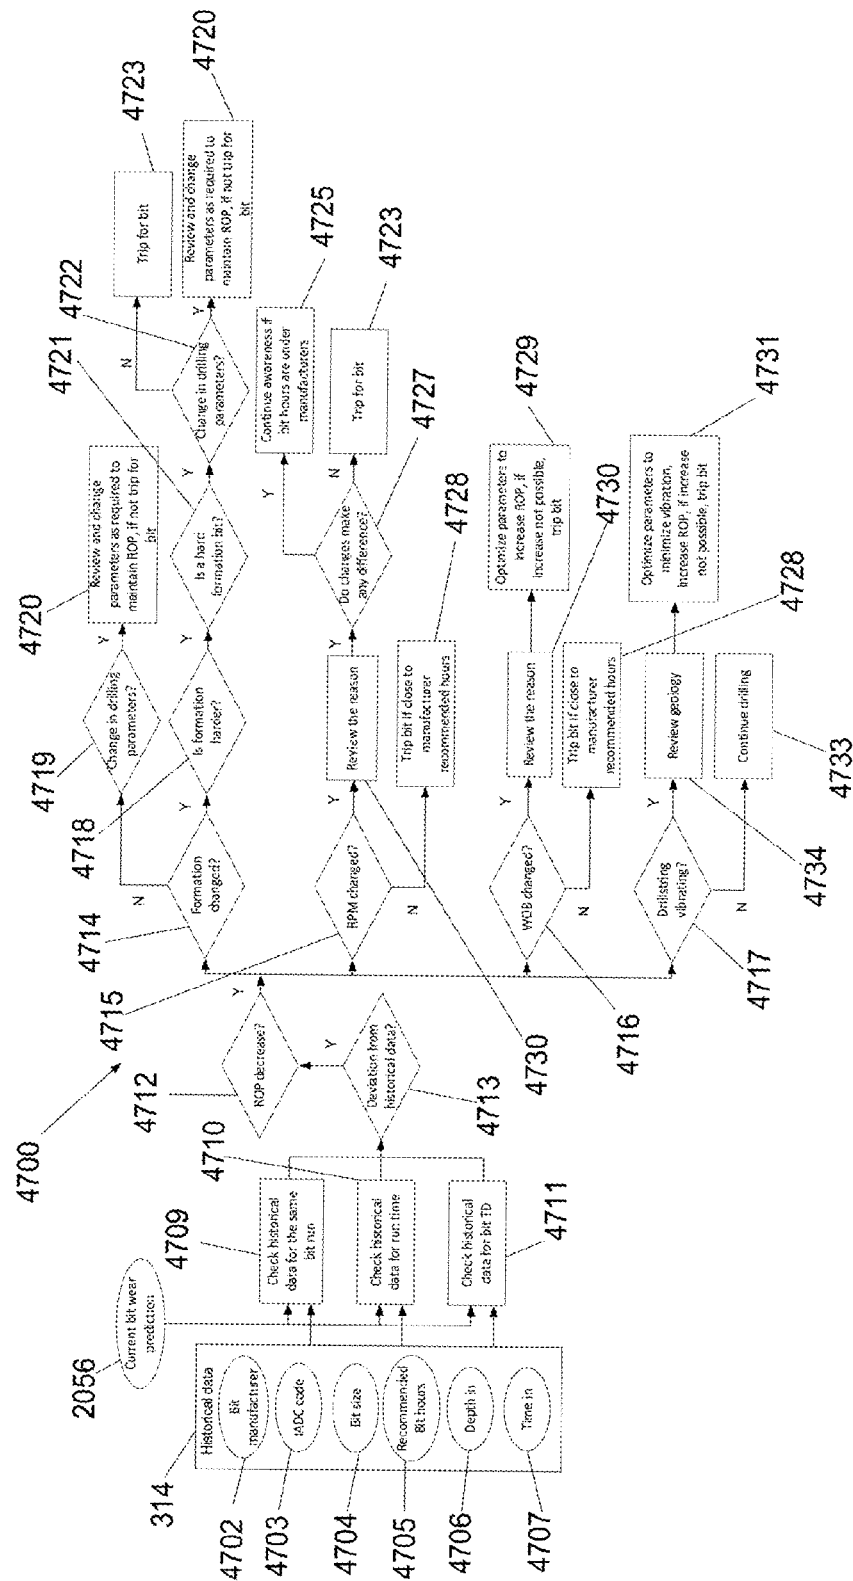 4700
2056
Current bit wear
prediction
314
Historical data
Bit
manufacturer
4702
IADC code
4703
Bit size
4704
Recommended
Bit hours
4705
Depth in
4706
Time in
4707
4709
Check historical
data for the same
bit run
4710
Check historical
data for run time
4711
Check historical
data for bit TD
4712
ROP decrease?
Y
4713
Deviation from
historical data?
Y
4714
Formation
changed?
N
Y
4719
Change in drilling
parameters?
Y
4720
Review and change
parameters as required to
maintain ROP, if not trip for
bit
4718
Is formation
harder?
Y
4721
Is a hard
formation bit?
Y
4722
Change in drilling
parameters?
N
Y
4723
Trip for bit
4720
Review and change
parameters as required to
maintain ROP, if not trip for
bit
4715
RPM changed?
Y
N
4730
Review the reason
Y
4727
Do changes make
any difference?
Y
N
4725
Continue awareness if
bit hours are under
manufacturers
4723
Trip for bit
4728
Trip bit if close to
manufacturer
recommended hours
4716
WOB changed?
Y
N
4730
Review the reason
4729
Optimize parameters to
increase ROP, if
increase not possible,
trip bit
4728
Trip bit if close to
manufacturer
recommended hours
4717
Drillstring
vibrating?
Y
N
4734
Review geology
4731
Optimize parameters to
minimize vibration,
increase ROP, if increase
not possible, trip bit
4733
Continue drilling